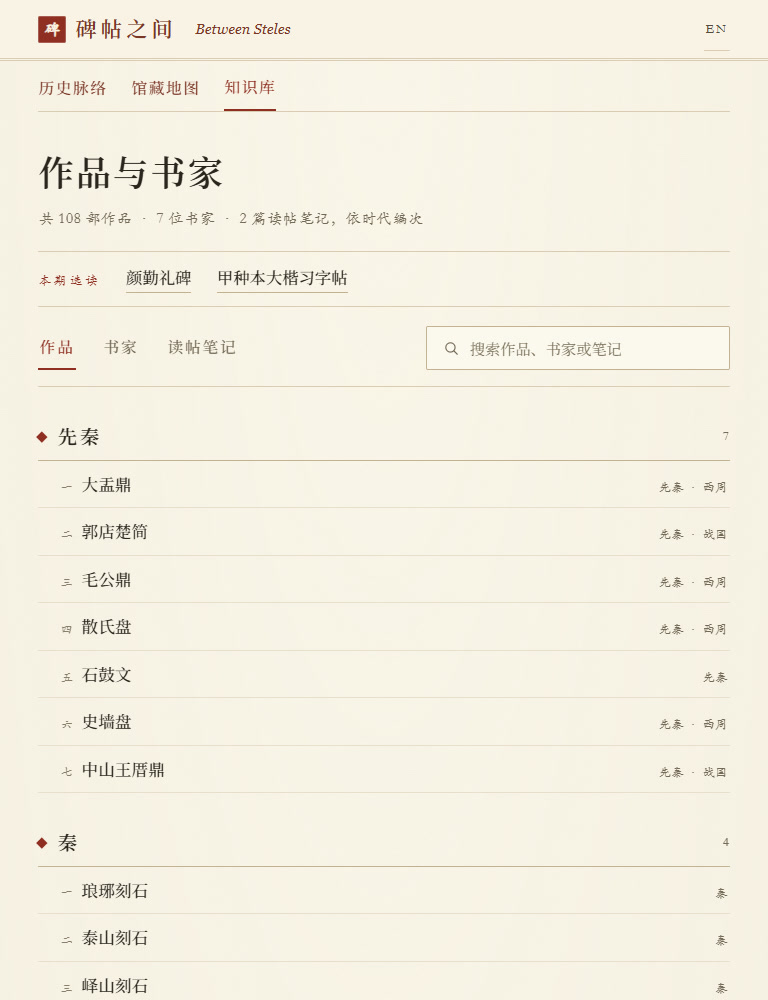 碑 碑帖之间 Between Steles EN
历史脉络 馆藏地图 知识库
作品与书家
共 108 部作品 · 7 位书家 · 2 篇读帖笔记，依时代编次
本期选读 颜勤礼碑 甲种本大楷习字帖
作品 书家 读帖笔记 搜索作品、书家或笔记
先秦 7
一 大盂鼎 先秦 · 西周
二 郭店楚简 先秦 · 战国
三 毛公鼎 先秦 · 西周
四 散氏盘 先秦 · 西周
五 石鼓文 先秦
六 史墙盘 先秦 · 西周
七 中山王厝鼎 先秦 · 战国
秦 4
一 琅琊刻石 秦
二 泰山刻石 秦
三 峄山刻石 秦